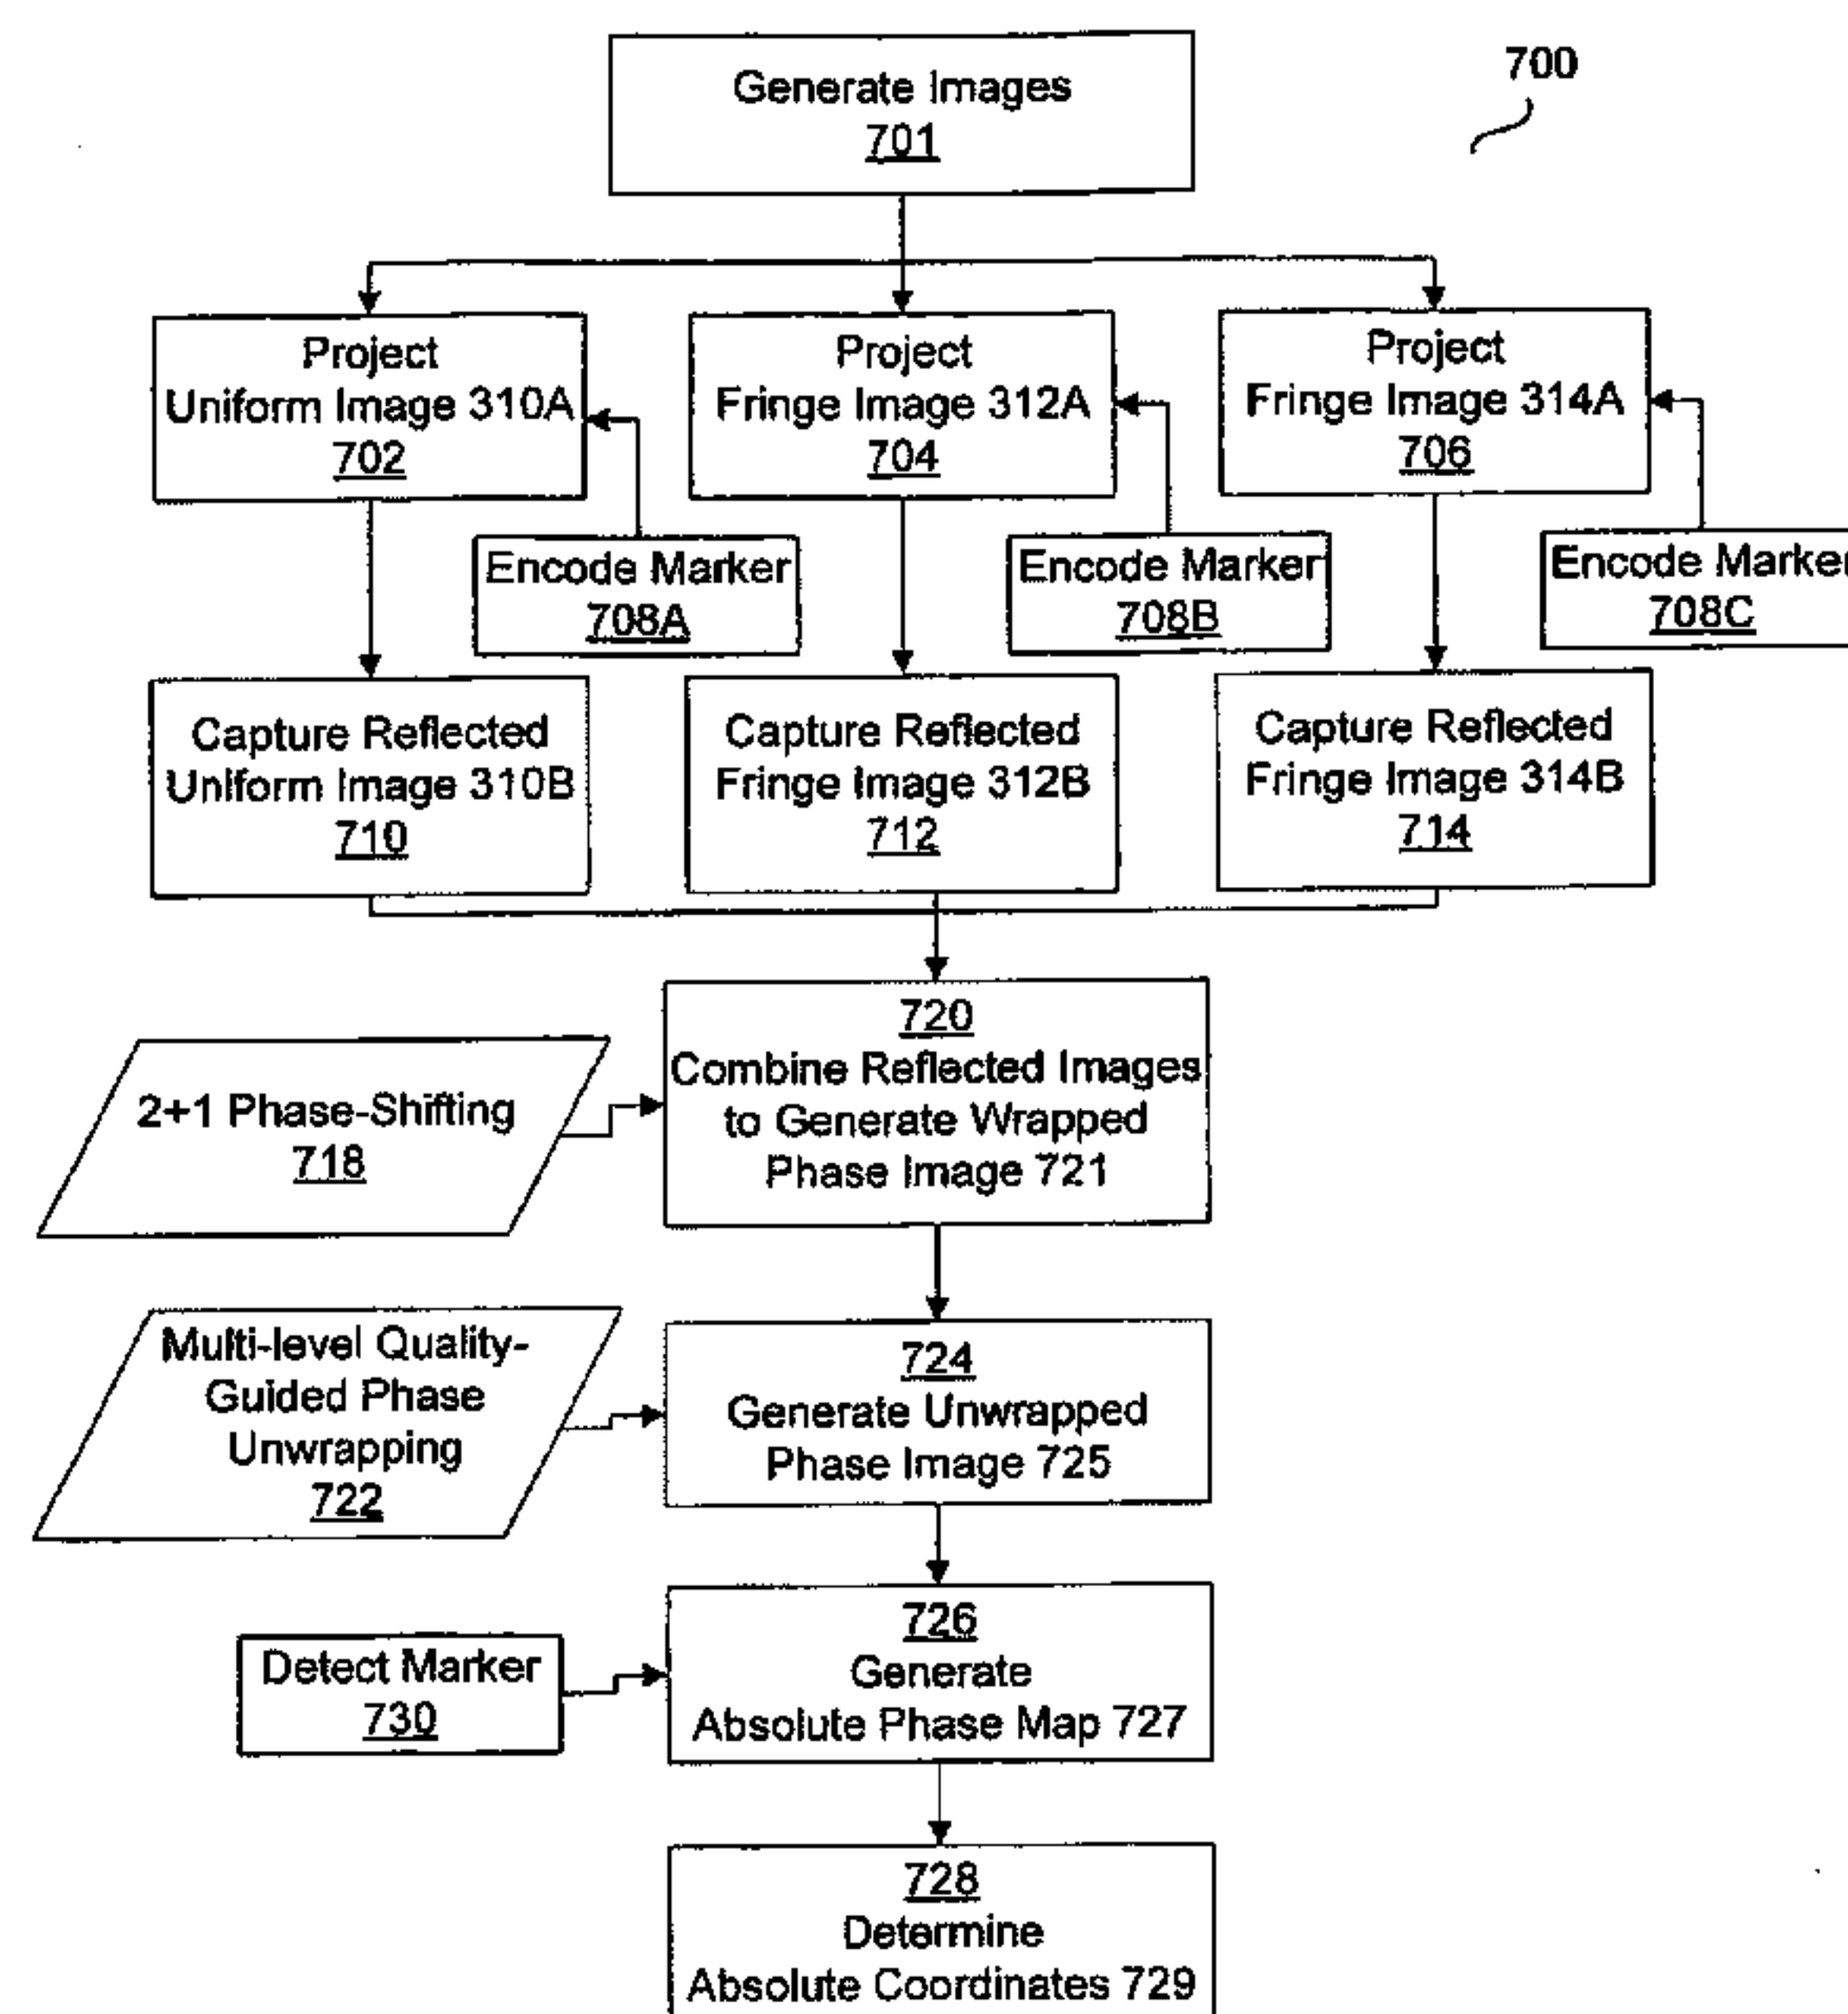 700
Generate Images
701
Project
Uniform Image 310A
702
Project
Fringe Image 312A
704
Project
Fringe Image 314A
706
Encode Marker
708A
Encode Marker
708B
Encode Marker
708C
Capture Reflected
Uniform Image 310B
710
Capture Reflected
Fringe Image 312B
712
Capture Reflected
Fringe Image 314B
714
2+1 Phase-Shifting
718
720
Combine Reflected Images
to Generate Wrapped
Phase Image 721
Multi-level Quality-
Guided Phase
Unwrapping
722
724
Generate Unwrapped
Phase Image 725
Detect Marker
730
726
Generate
Absolute Phase Map 727
728
Determine
Absolute Coordinates 729